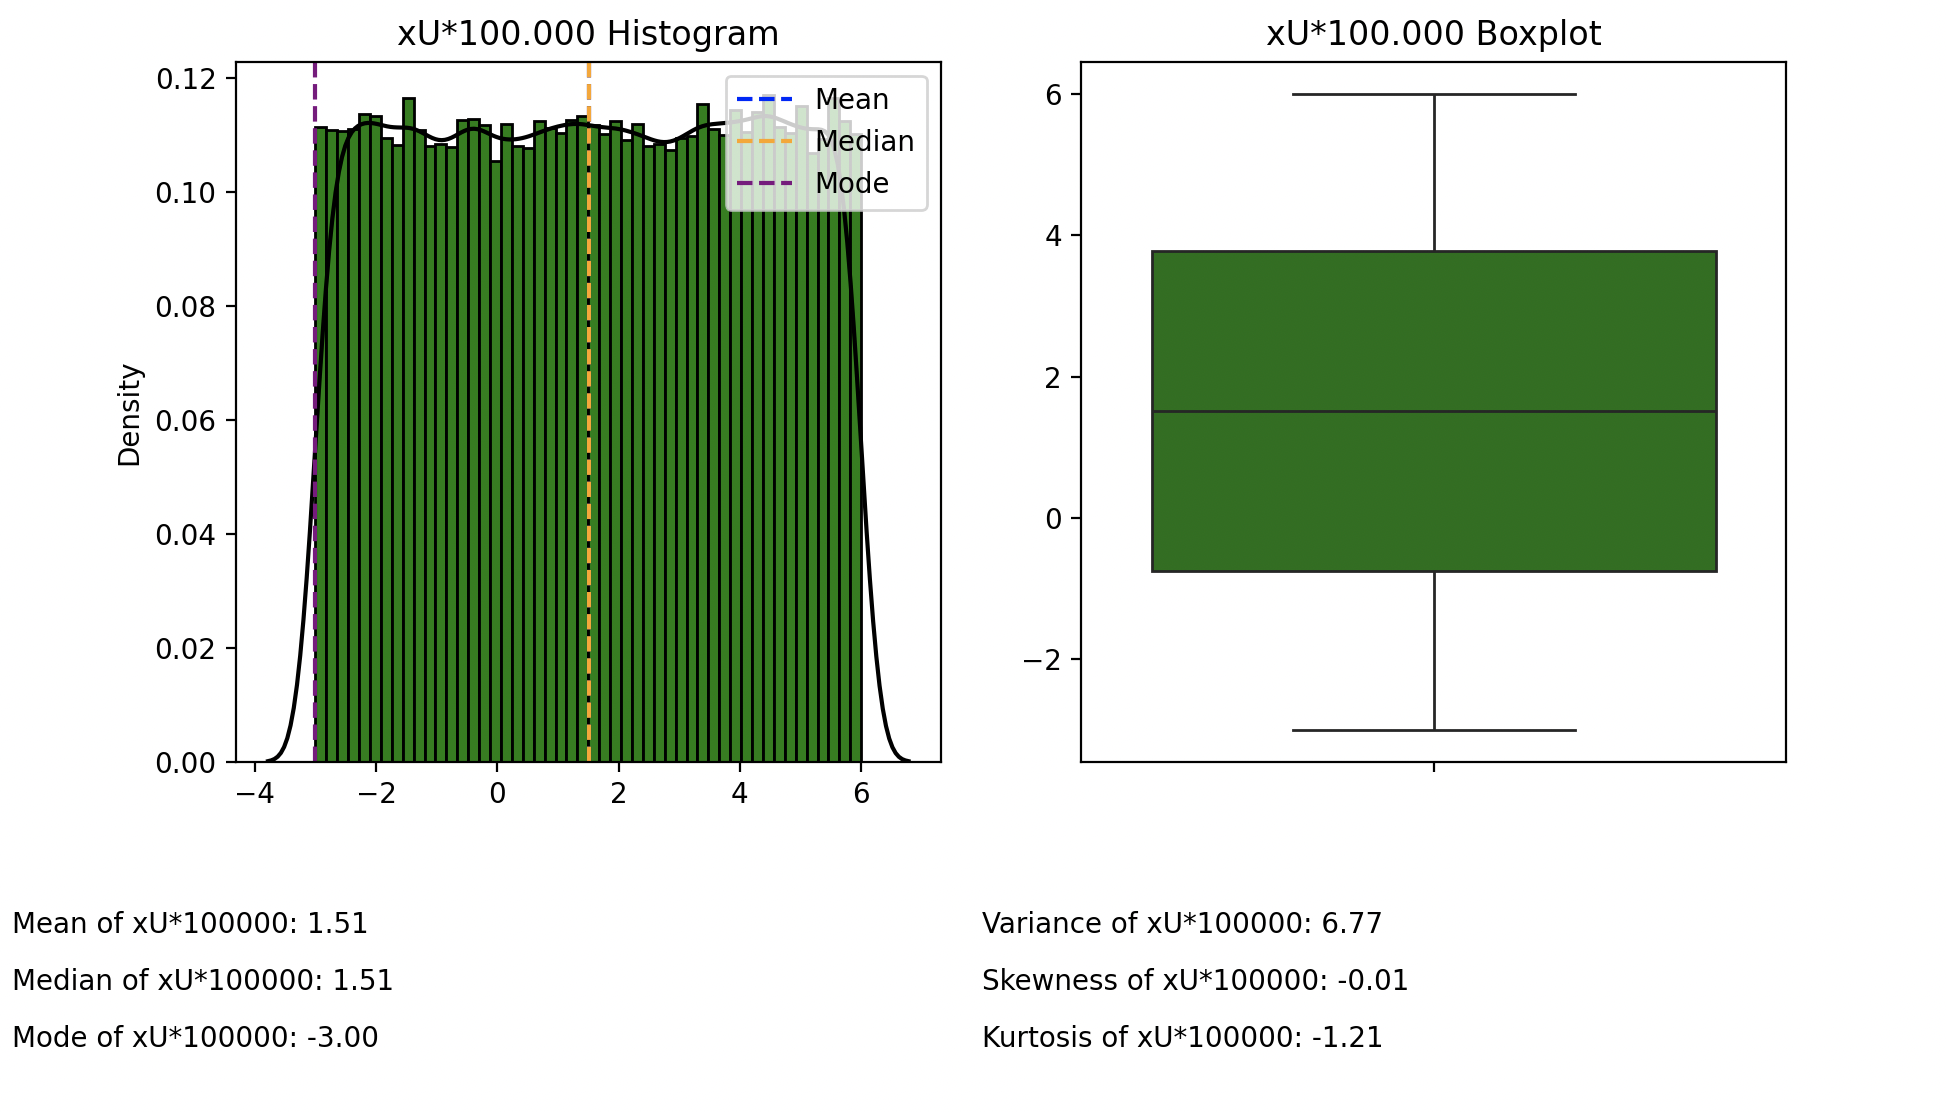 xU*100.000 Histogram
0.12
0.10
0.08
0.06
0.04
0.02
0.00
Density
−4
−2
0
2
4
6
Mean
Median
Mode
xU*100.000 Boxplot
6
4
2
0
−2
Mean of xU*100000: 1.51
Median of xU*100000: 1.51
Mode of xU*100000: -3.00
Variance of xU*100000: 6.77
Skewness of xU*100000: -0.01
Kurtosis of xU*100000: -1.21